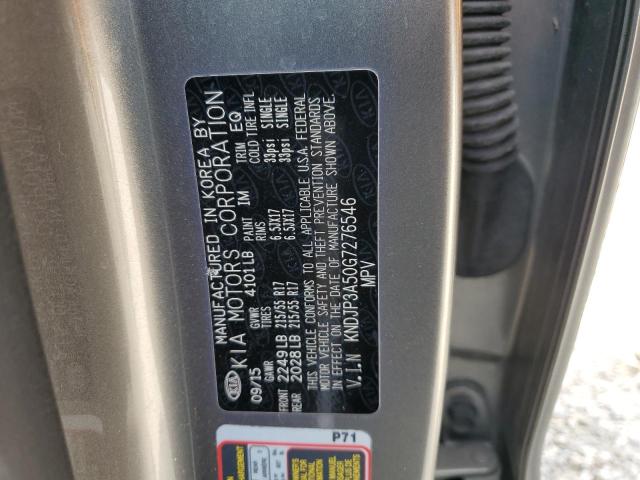 MANUFACTURED IN KOREA BY
KIA KIA MOTORS CORPORATION
09/15 GVWR 4101LB PAINT IM TRIM EQ
GAWR RIMS COLD TIRE INFL
FRONT 2249LB 215/55 R17 6.5JX17 33psi SINGLE
REAR 2028LB 215/55 R17 6.5JX17 33psi SINGLE
THIS VEHICLE CONFORMS TO ALL APPLICABLE U.S.A. FEDERAL
MOTOR VEHICLE SAFETY AND THEFT PREVENTION STANDARDS
IN EFFECT ON THE DATE OF MANUFACTURE SHOWN ABOVE.
V.I.N KNDJP3A50G7276546
MPV
P71